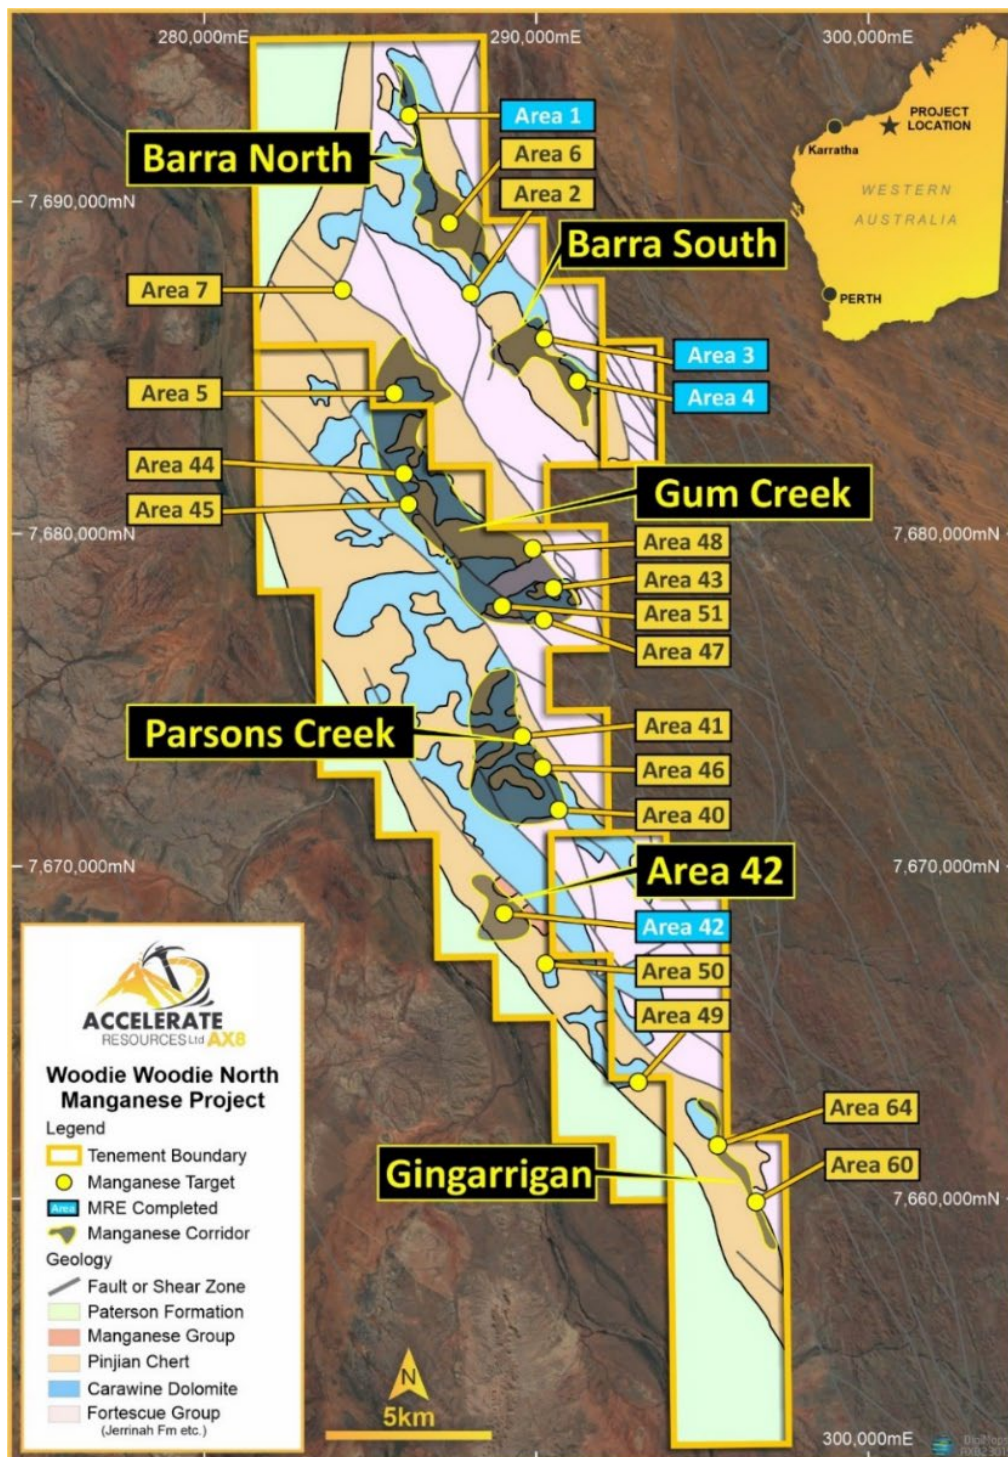 280,000mE
290,000mE
300,000mE
Area 1
PROJECT
LOCATION
Karratha
Barra North
Area 6
WESTERN
AUSTRALIA
Area 2
7,690,000mN
Barra South
Area 7
PERTH
Area 3
Area 5
Area 4
Area 44
Gum Creek
Area 45
7,680,000mN
7,680,000mN
Area 48
Area 43
Area 51
Area 47
Parsons Creek
Area 41
Area 46
Area 40
7,670,000mN
7,670,000mN
Area 42
Area 42
Area 50
Area 49
ACCELERATE
RESOURCES Ltd AX8
Woodie Woodie North
Manganese Project
Legend
Tenement Boundary
Manganese Target
Area
MRE Completed
Manganese Corridor
Geology
Fault or Shear Zone
Paterson Formation
Manganese Group
Pinjian Chert
Carawine Dolomite
Fortescue Group
(Jerrinah Fm etc.)
Area 64
Gingarrigan
Area 60
7,660,000mN
N
5km
300,000mE